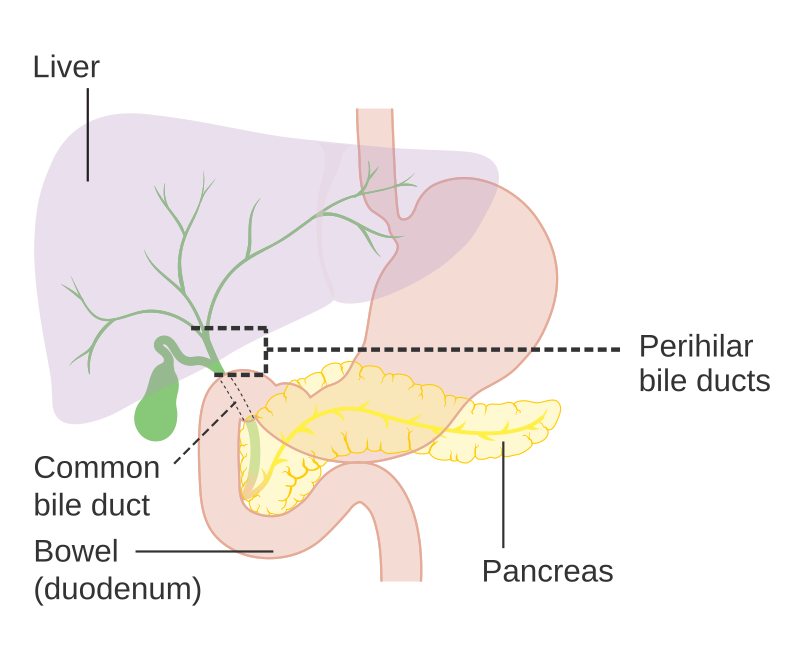 Liver
Perihilar
bile ducts
Common
bile duct
Bowel
(duodenum)
Pancreas